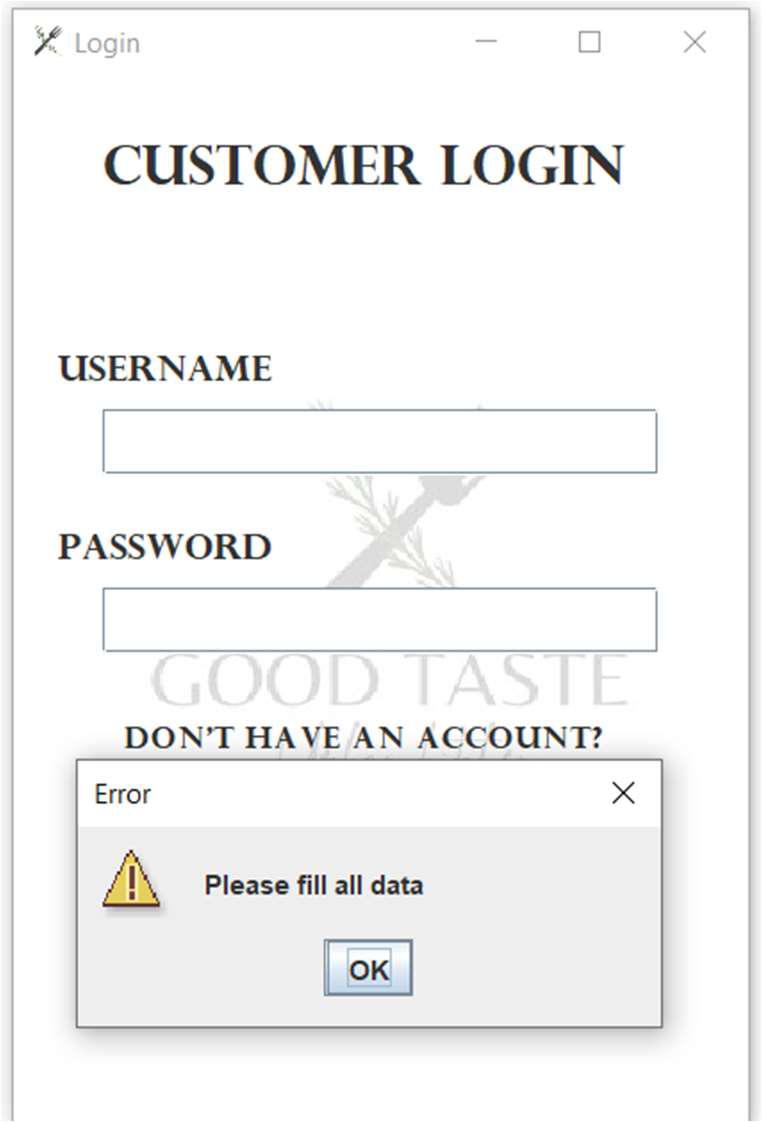 Login
CUSTOMER LOGIN
USERNAME
PASSWORD
GOOD TASTE
DON'T HAVE AN ACCOUNT?
Error
Please fill all data
OK